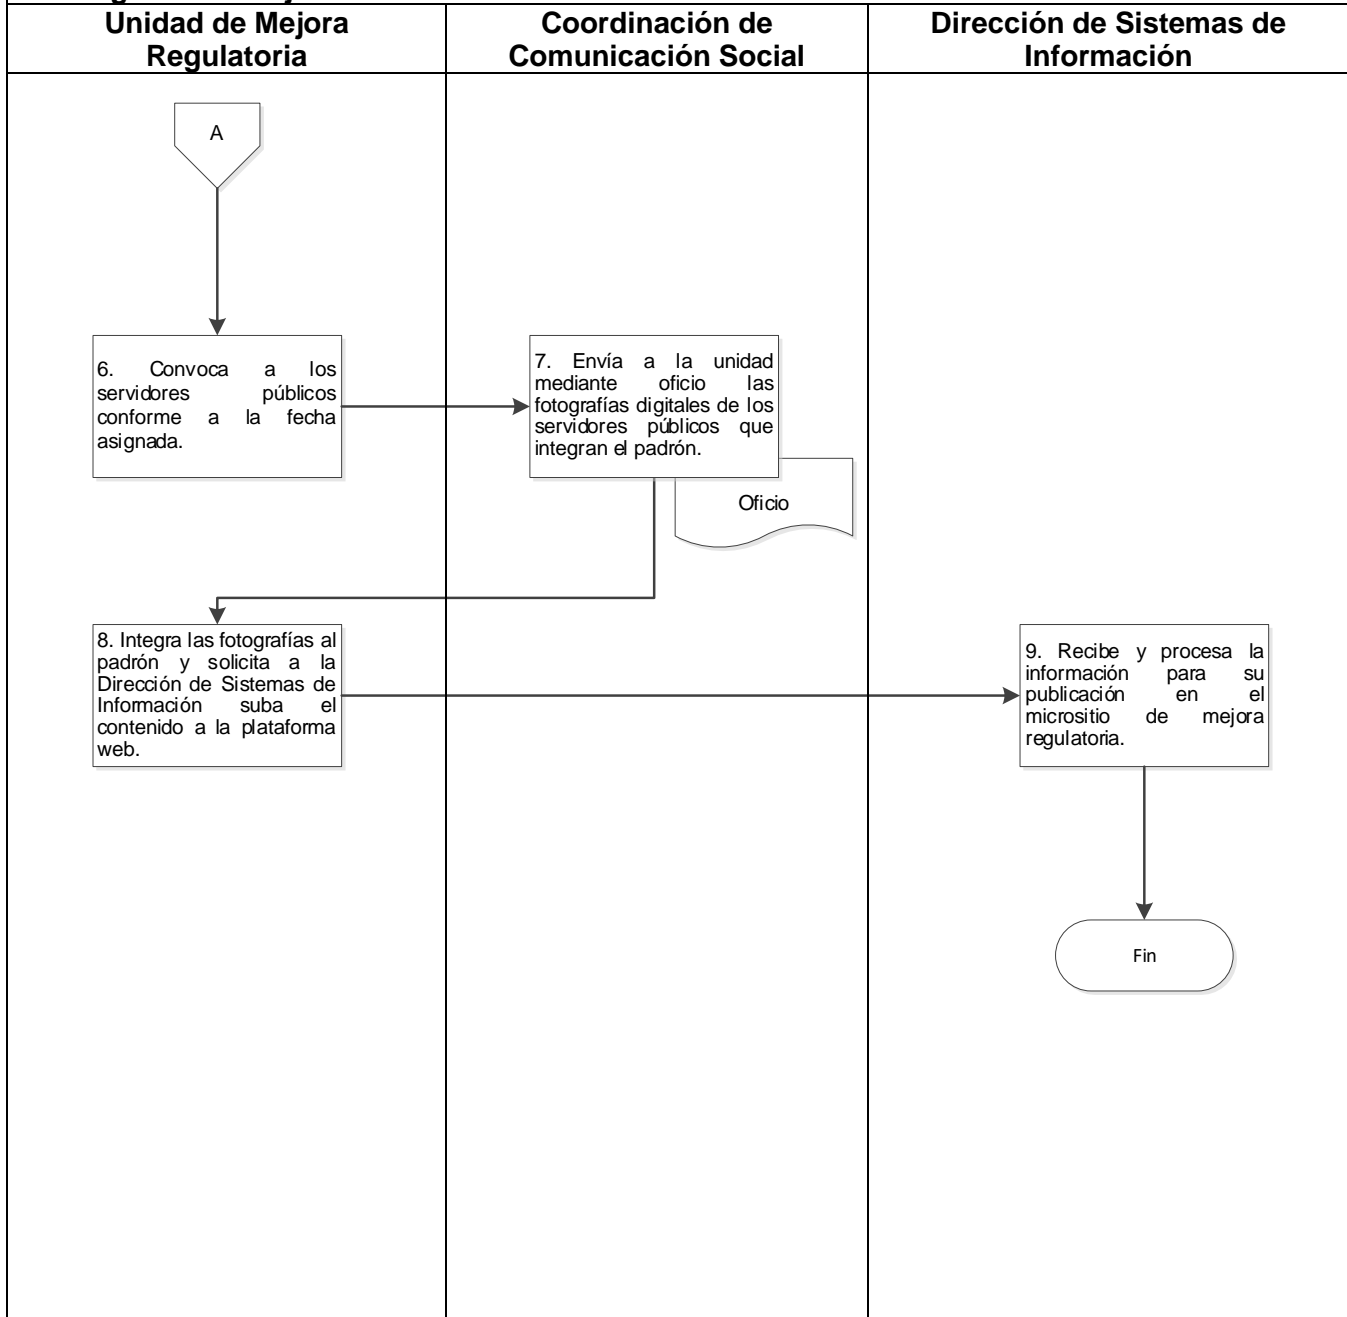 Unidad de Mejora
Regulatoria
Coordinación de
Comunicación Social
Dirección de Sistemas de
Información
A
6. Convoca a los
servidores públicos
conforme a la fecha
asignada.
7. Envía a la unidad
mediante oficio las
fotografías digitales de los
servidores públicos que
integran el padrón.
Oficio
8. Integra las fotografías al
padrón y solicita a la
Dirección de Sistemas de
Información suba el
contenido a la plataforma
web.
9. Recibe y procesa la
información para su
publicación en el
micrositio de mejora
regulatoria.
Fin